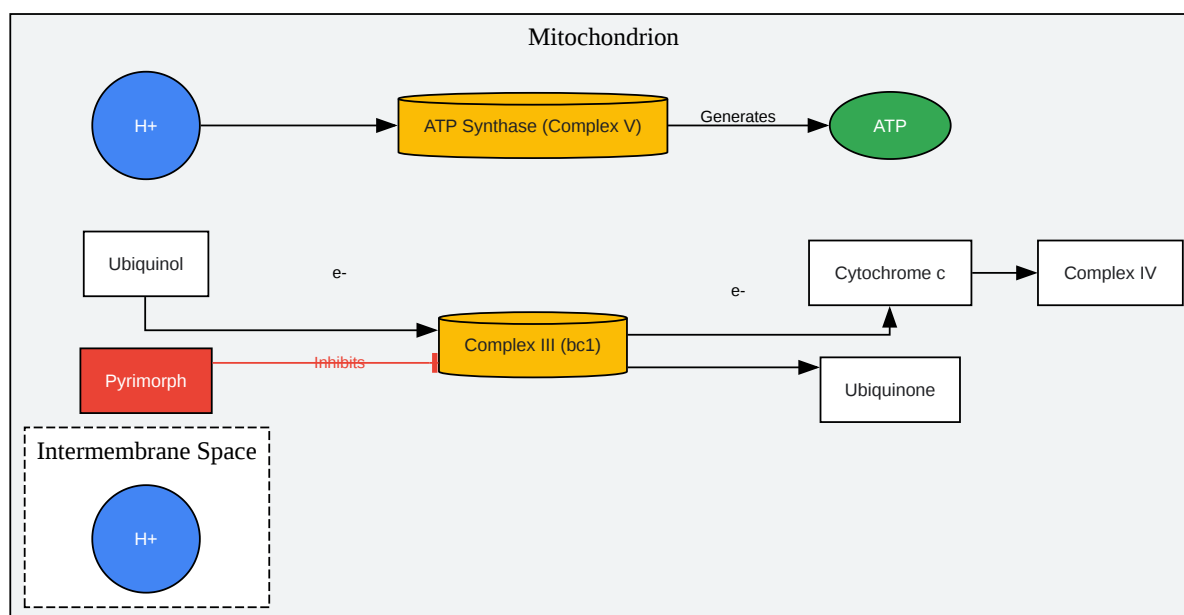 Mitochondrion
H+
ATP Synthase (Complex V)
Generates
ATP
Ubiquinol
e-
e-
Cytochrome c
Complex IV
Complex III (bc1)
Pyrimorph
Inhibits
Ubiquinone
Intermembrane Space
H+